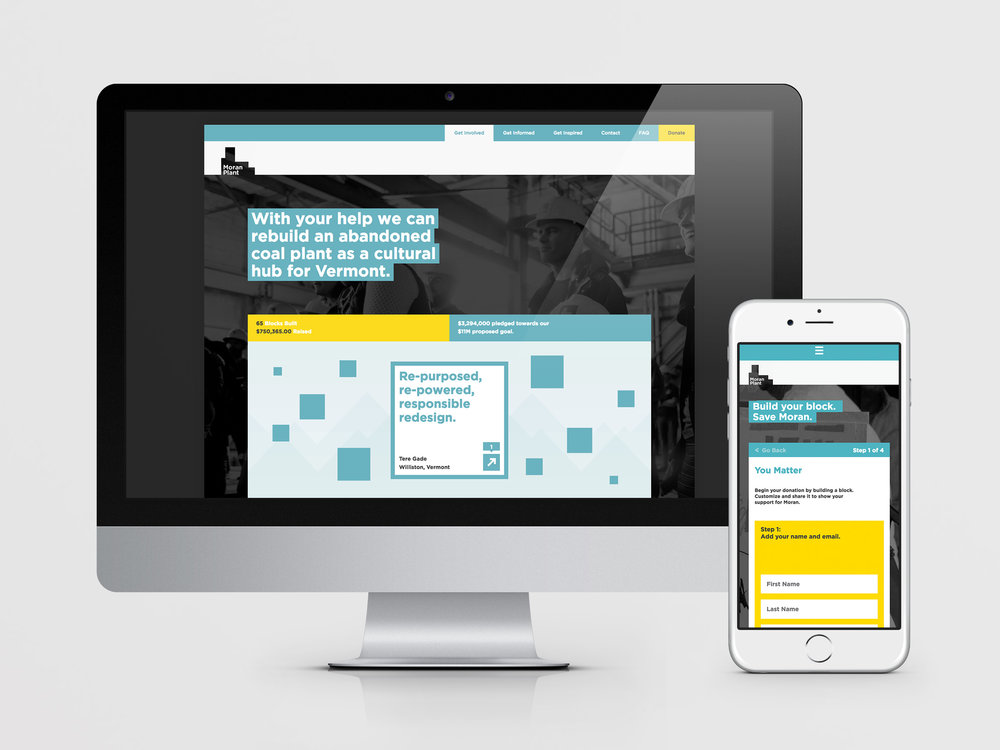 Get Involved Get Informed Get Inspired Contact FAQ Donate
Moran
Plant
With your help we can
rebuild an abandoned
coal plant as a cultural
hub for Vermont.
65 Blocks Built
$750,365.00 Raised
$3,294,000 pledged towards our
$11M proposed goal.
Re-purposed,
re-powered,
responsible
redesign.
1
Tere Gade
Williston, Vermont
Moran
Plant
Build your block.
Save Moran.
< Go Back Step 1 of 4
You Matter
Begin your donation by building a block.
Customize and share it to show your
support for Moran.
Step 1:
Add your name and email.
First Name
Last Name